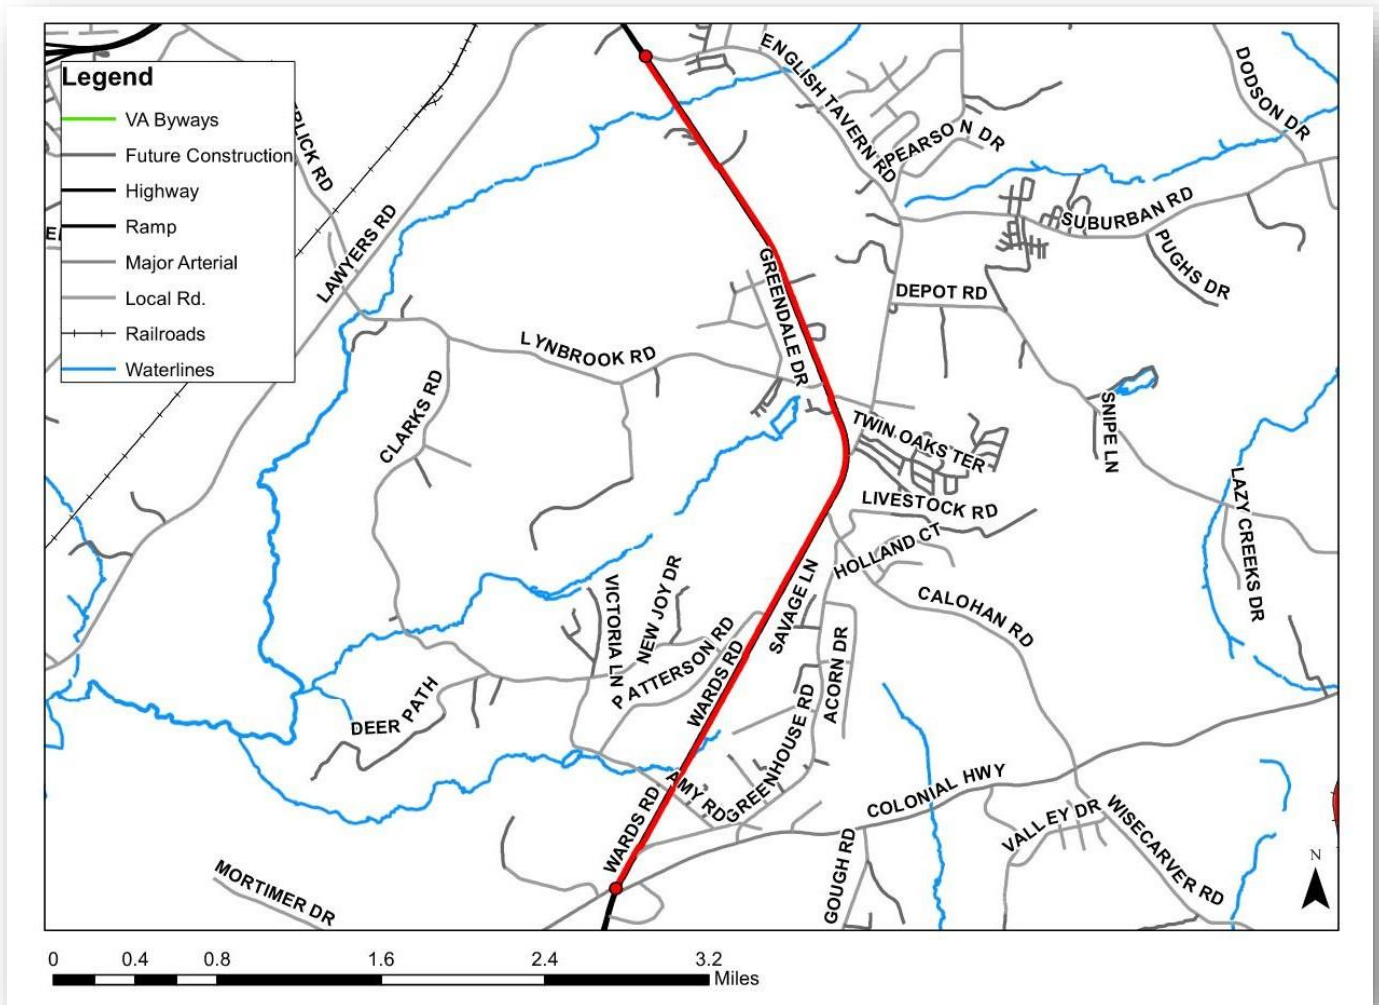 Legend
VA Byways
Future Construction
Highway
Ramp
Major Arterial
Local Rd.
Railroads
Waterlines
RLICK RD
LAWYERS RD
ENGLISH TAVERN RD
PEARSON DR
DODSON DR
SUBURBAN RD
PUGHS DR
DEPOT RD
GREENDALE DR
LYNBROOK RD
CLARKS RD
TWIN OAKS TER
SNIPE LN
LIVESTOCK RD
LAZY CREEKS DR
HOLLAND CT
CALOHAN RD
SAVAGE LN
VICTORIA LN
NEW JOY DR
PATTERSON RD
WARDS RD
ACORN DR
DEER PATH
GREENHOUSE RD
AMY RD
WARDS RD
COLONIAL HWY
VALLEY DR
WISECARVER RD
GOUGH RD
MORTIMER DR
N
0 0.4 0.8 1.6 2.4 3.2
Miles